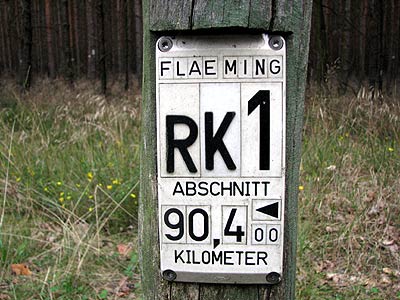 FLAEMING
RK1
ABSCHNITT
90,4 00
KILOMETER